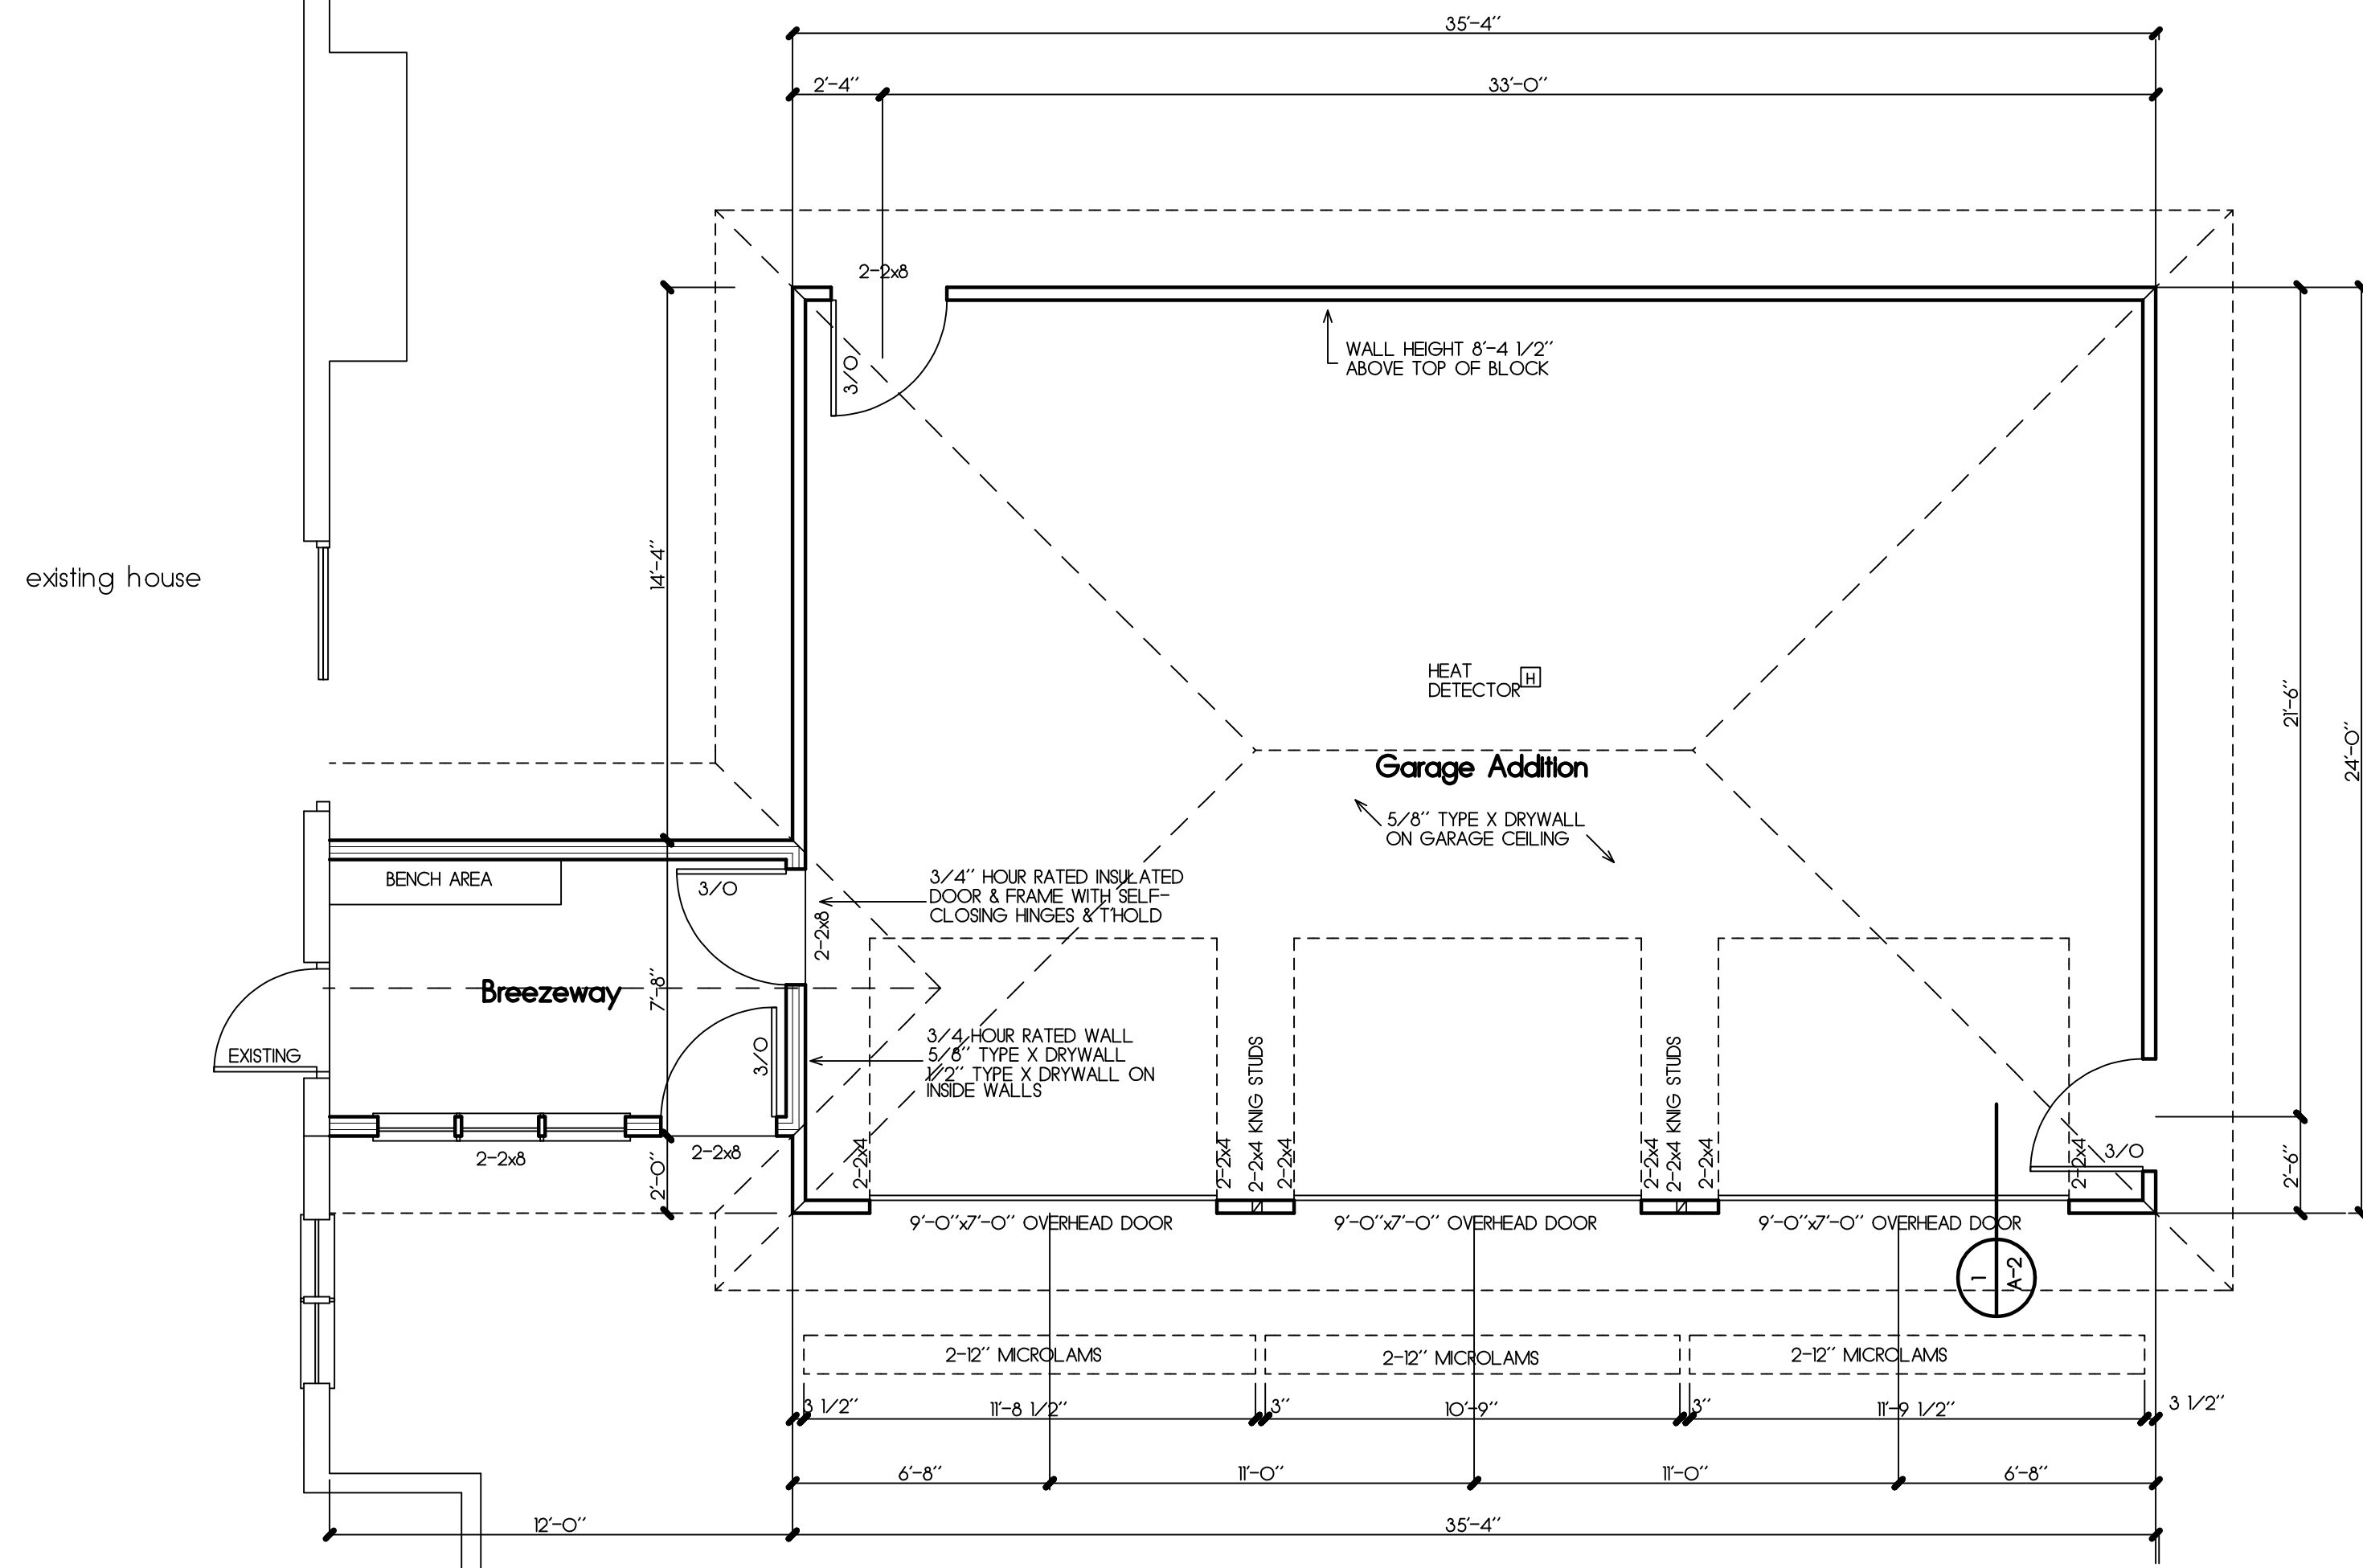 35'-4"
2'-4"
33'-0"
2-2x8
3/0
WALL HEIGHT 8'-4 1/2"
ABOVE TOP OF BLOCK
14'-4"
existing house
HEAT
DETECTOR
H
21'-6"
24'-0"
Garage Addition
5/8" TYPE X DRYWALL
ON GARAGE CEILING
BENCH AREA
3/0
3/4" HOUR RATED INSULATED
DOOR & FRAME WITH SELF-
CLOSING HINGES & T'HOLD
2-2x8
Breezeway
7'-8"
EXISTING
3/0
3/4 HOUR RATED WALL
5/8" TYPE X DRYWALL
1/2" TYPE X DRYWALL ON
INSIDE WALLS
2-2x8
2-2x8
2'-0"
2-2x4
2-2x4
2-2x4 KNIG STUDS
2-2x4
2-2x4
2-2x4 KNIG STUDS
2-2x4
2-2x4
3/0
2'-6"
9'-0"x7'-0" OVERHEAD DOOR
9'-0"x7'-0" OVERHEAD DOOR
9'-0"x7'-0" OVERHEAD DOOR
1
A-2
2-12" MICROLAMS
2-12" MICROLAMS
2-12" MICROLAMS
3 1/2"
11'-8 1/2"
3"
10'-9"
3"
11'-9 1/2"
3 1/2"
6'-8"
11'-0"
11'-0"
6'-8"
12'-0"
35'-4"